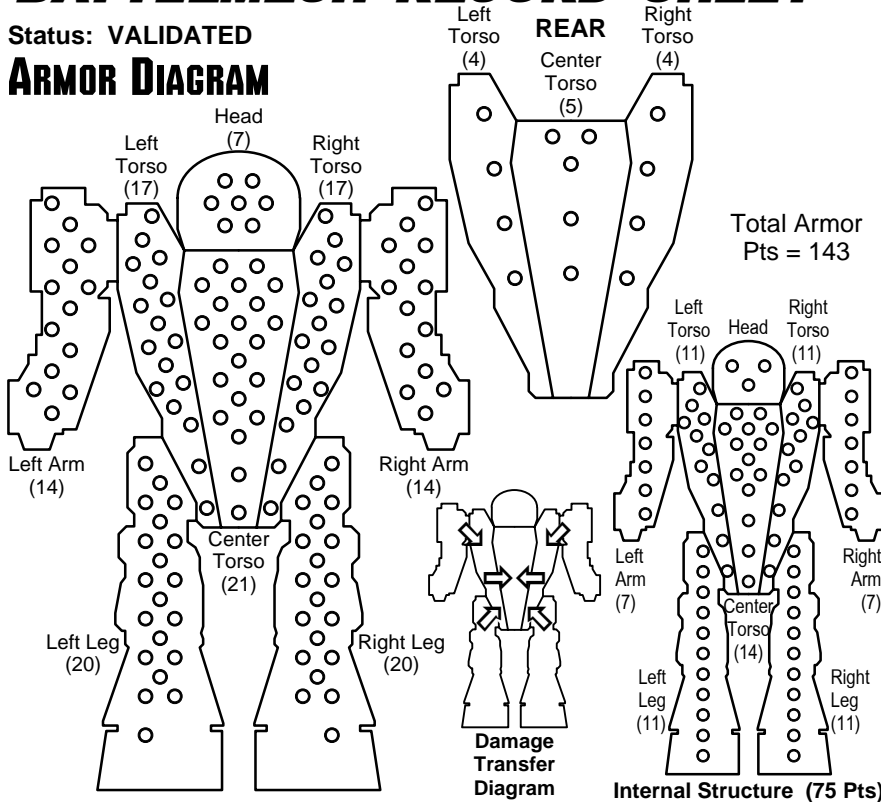 BATTLEMECH RECORD SHEET
Status: VALIDATED
ARMOR DIAGRAM
Left
Torso
(4)
REAR
Center
Torso
(5)
Right
Torso
(4)
Head
(7)
Left
Torso
(17)
Right
Torso
(17)
Total Armor
Pts = 143
Left Arm
(14)
Right Arm
(14)
Center
Torso
(21)
Left Leg
(20)
Right Leg
(20)
Left
Torso
(11)
Head
Right
Torso
(11)
Left
Arm
(7)
Right
Arm
(7)
Center
Torso
(14)
Left
Leg
(11)
Right
Leg
(11)
Damage
Transfer
Diagram
Internal Structure (75 Pts)